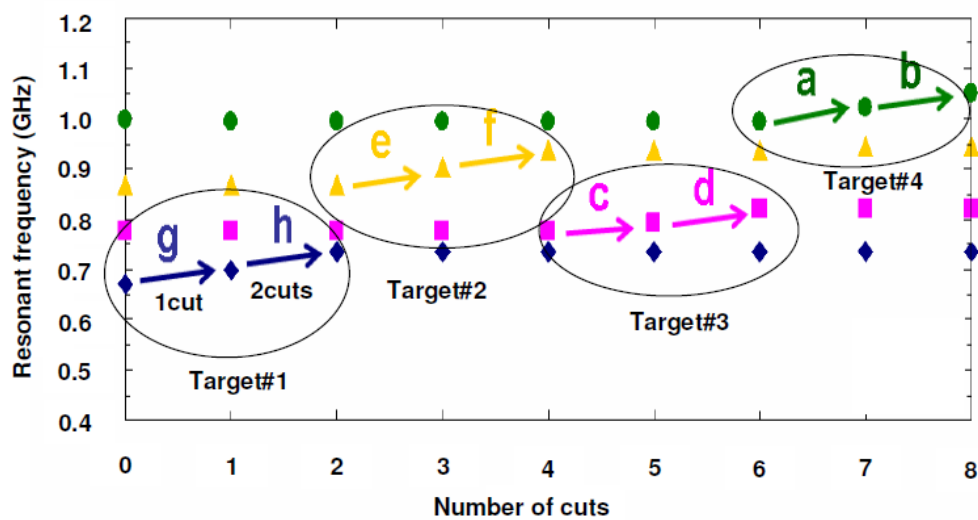 1.2
1.1
1.0
0.9
0.8
0.7
0.6
0.5
0.4
Resonant frequency (GHz)
a
b
e
f
c
d
g
h
1cut
2cuts
Target#4
Target#2
Target#3
Target#1
0 1 2 3 4 5 6 7 8
Number of cuts